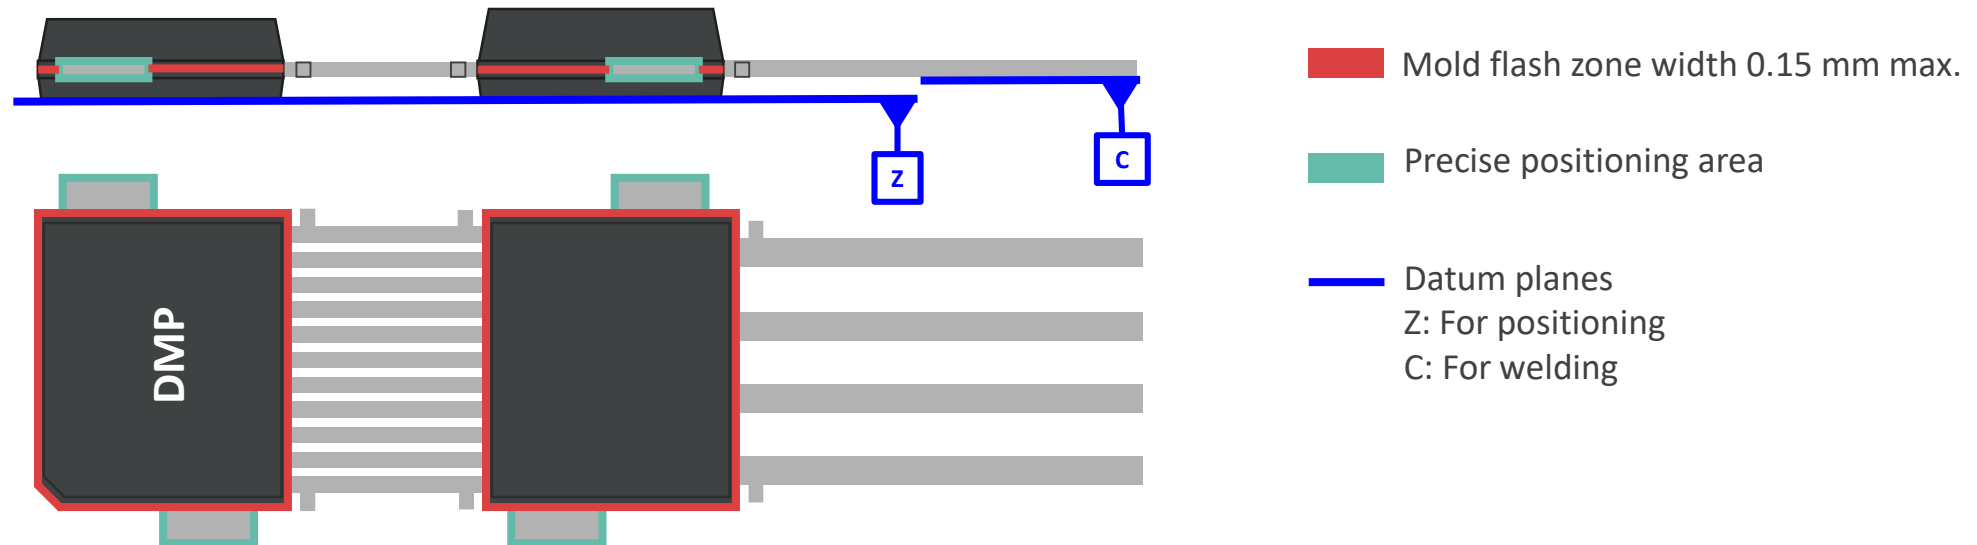 Mold flash zone width 0.15 mm max.
Precise positioning area
Z
C
DMP
Datum planes
Z: For positioning
C: For welding